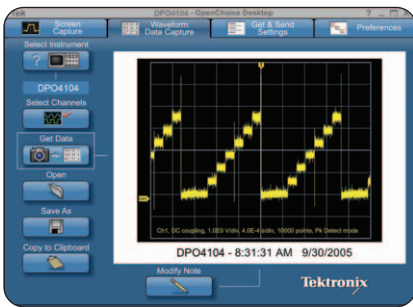 tek
DPO4104 - OpenChoice Desktop
Screen
Capture
Waveform
Data Capture
Get & Send
Settings
Preferences
Select Instrument
DPO4104
Select Channels
Get Data
Open
Save As
Copy to Clipboard
Ch1, DC coupling, 1.0E0 V/div, 4.0E-4 s/div, 10000 points, Pk Detect mode
DPO4104 - 8:31:31 AM 9/30/2005
Modify Note
Tektronix